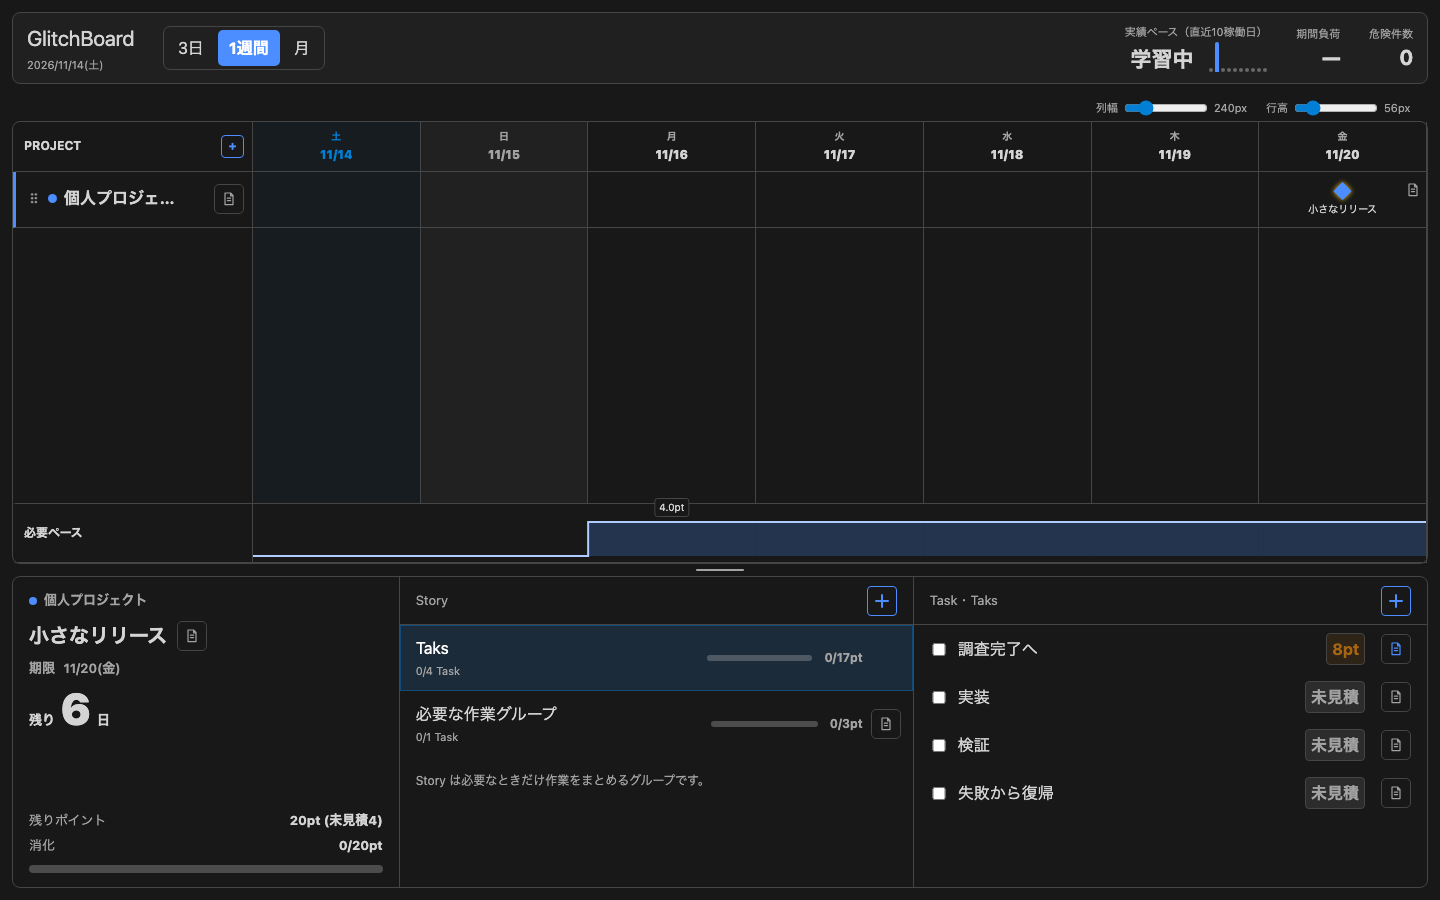 GlitchBoard
2026/11/14(土)
3日 1週間 月
実績ペース（直近10稼働日）
学習中
期間負荷
—
危険件数
0
列幅 240px 行高 56px
PROJECT +
土 11/14
日 11/15
月 11/16
火 11/17
水 11/18
木 11/19
金 11/20
個人プロジェ...
小さなリリース
必要ペース
4.0pt
個人プロジェクト
小さなリリース
期限 11/20(金)
残り 6 日
残りポイント 20pt (未見積4)
消化 0/20pt
Story +
Taks
0/4 Task
0/17pt
必要な作業グループ
0/1 Task
0/3pt
Story は必要なときだけ作業をまとめるグループです。
Task・Taks +
調査完了へ 8pt
実装 未見積
検証 未見積
失敗から復帰 未見積